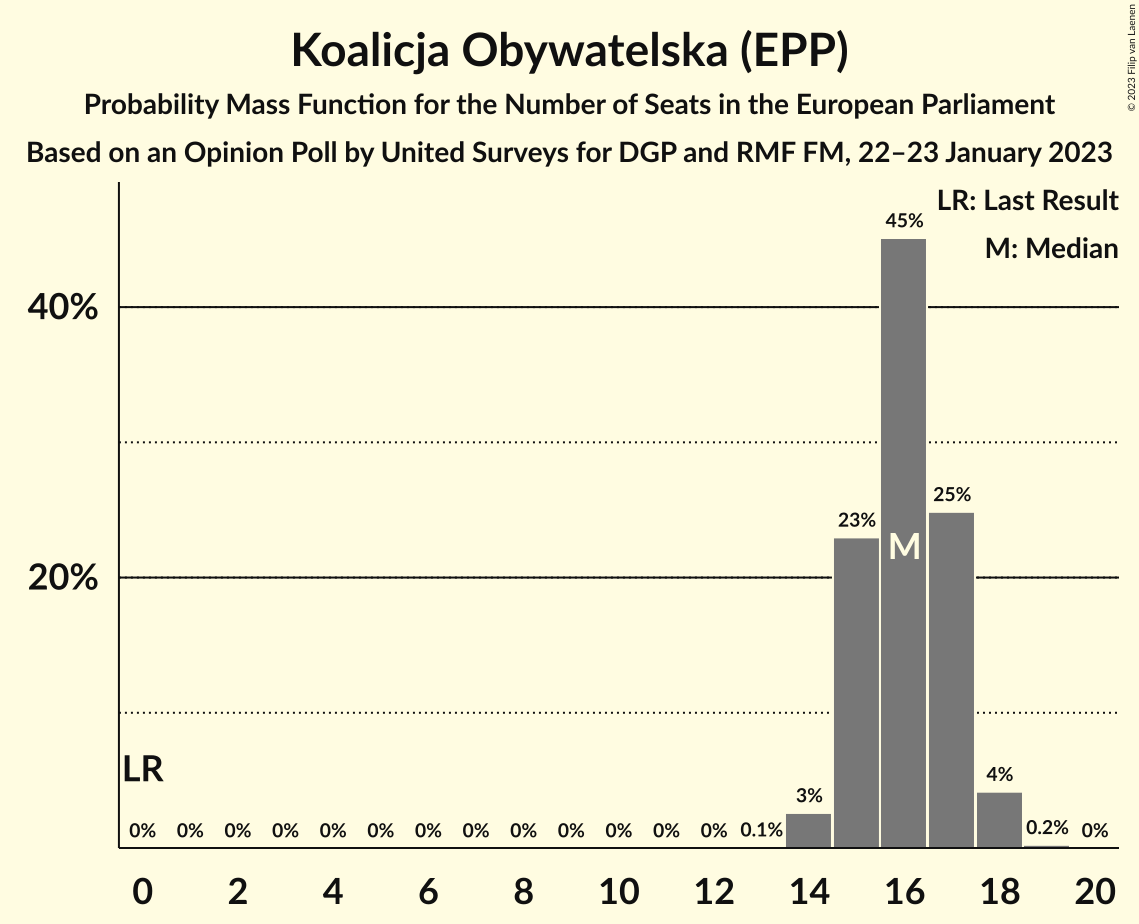 Koalicja Obywatelska (EPP)
Probability Mass Function for the Number of Seats in the European Parliament
Based on an Opinion Poll by United Surveys for DGP and RMF FM, 22–23 January 2023
© 2023 Filip van Laenen
LR: Last Result
M: Median
45%
40%
25%
23%
M
20%
LR
4%
3%
0% 0% 0% 0% 0% 0% 0% 0% 0% 0% 0% 0% 0% 0.1% 0.2% 0%
0 2 4 6 8 10 12 14 16 18 20